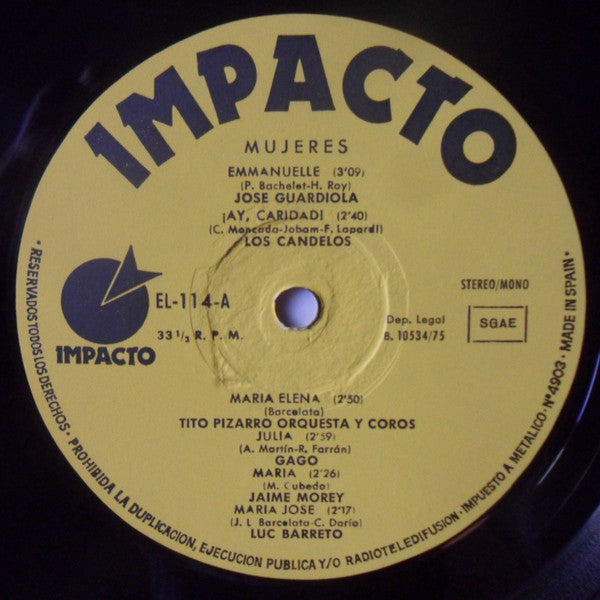 IMPACTO
MUJERES
EMMANUELLE (3'09)
(P. Bachelet-H. Roy)
JOSE GUARDIOLA
¡AY, CARIDAD! (2'40)
(C. Moncada-Jobam-F. Lapardi)
LOS CANDELOS
IMPACTO
EL-114-A
33 1/3 R. P. M.
STEREO/MONO
SGAE
Dep. Legal
B. 10534/75
MARIA ELENA (2'50)
(Barcelata)
TITO PIZARRO ORQUESTA Y COROS
JULIA (2'59)
(A. Martín-R. Farrán)
GAGO
MARIA (2'26)
(M. Cubedo)
JAIME MOREY
MARIA JOSE (2'17)
(J. L. Barcelata-C. Darío)
LUC BARRETO
• RESERVADOS TODOS LOS DERECHOS • PROHIBIDA LA DUPLICACION, EJECUCION PUBLICA Y/O RADIOTELEDIFUSION • IMPUESTO A METALICO • Nº 4903 • MADE IN SPAIN •